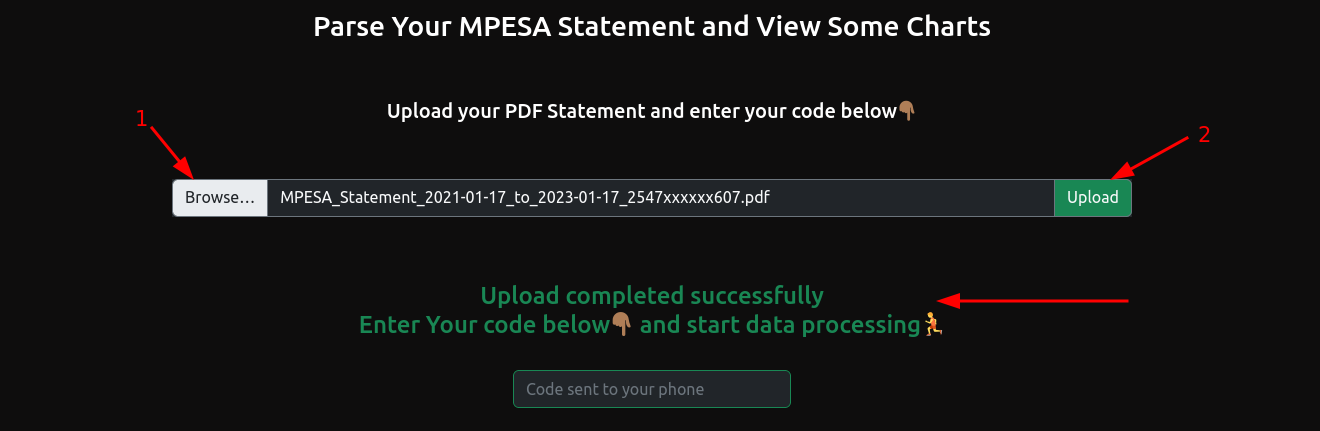 Parse Your MPESA Statement and View Some Charts
Upload your PDF Statement and enter your code below👇🏾
1
2
Browse... MPESA_Statement_2021-01-17_to_2023-01-17_2547xxxxxx607.pdf Upload
Upload completed successfully
Enter Your code below👇🏾 and start data processing🏃
Code sent to your phone